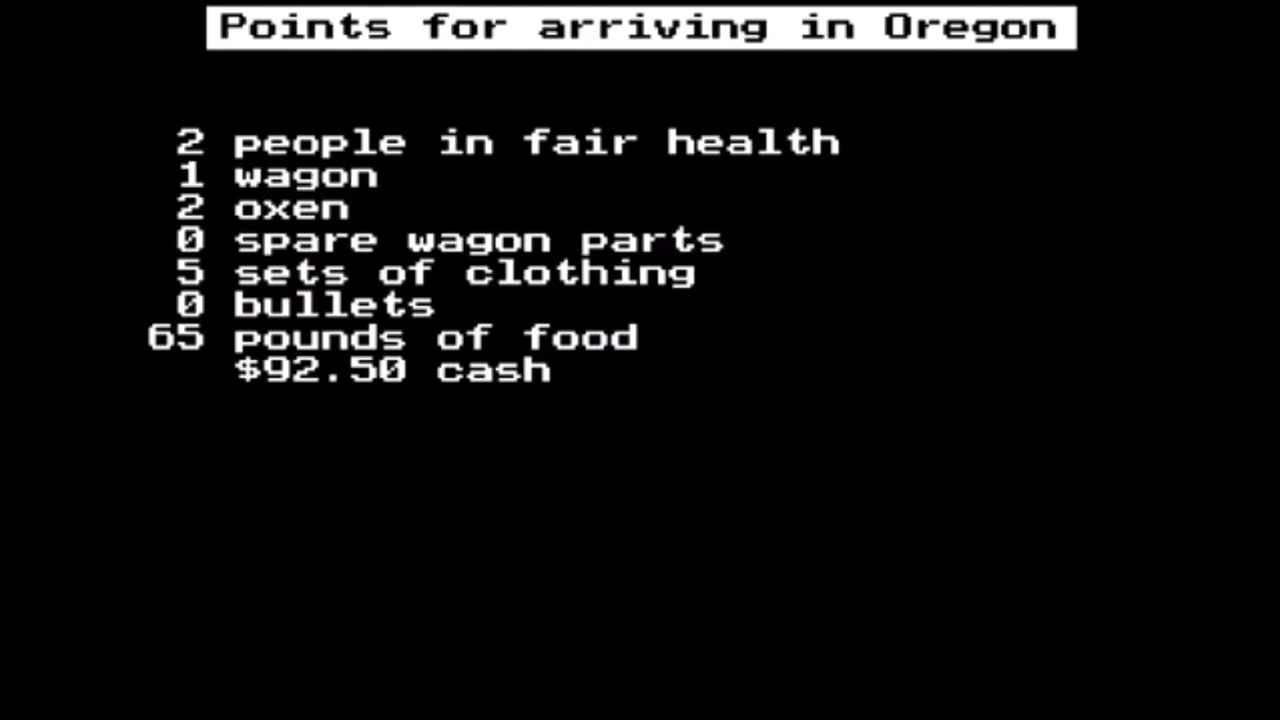 Points for arriving in Oregon
2 people in fair health
1 wagon
2 oxen
0 spare wagon parts
5 sets of clothing
0 bullets
65 pounds of food
$92.50 cash